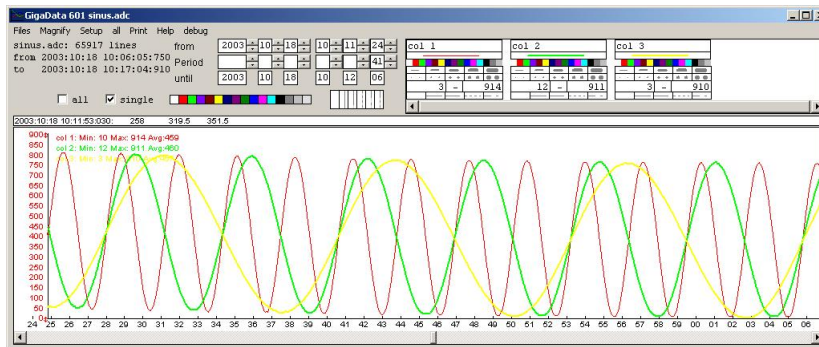 GigaData 601 sinus.adc
Files Magnify Setup all Print Help debug
sinus.adc: 65917 lines
from 2003:10:18 10:06:05:750
to 2003:10:18 10:17:04:910
from 2003 10 18 10 11 24
Period 41
until 2003 10 18 10 12 06
all single
col 1
3 - 914
col 2
12 - 911
col 3
3 - 910
2003:10:18 10:11:53:030: 258 319.5 351.5
col 1: Min: 10 Max: 914 Avg:459
col 2: Min: 12 Max: 911 Avg:460
900
850
800
750
700
650
600
550
500
450
400
350
300
250
200
150
100
50
0
24 25 26 27 28 29 30 31 32 33 34 35 36 37 38 39 40 41 42 43 44 45 46 47 48 49 50 51 52 53 54 55 56 57 58 59 00 01 02 03 04 05 06